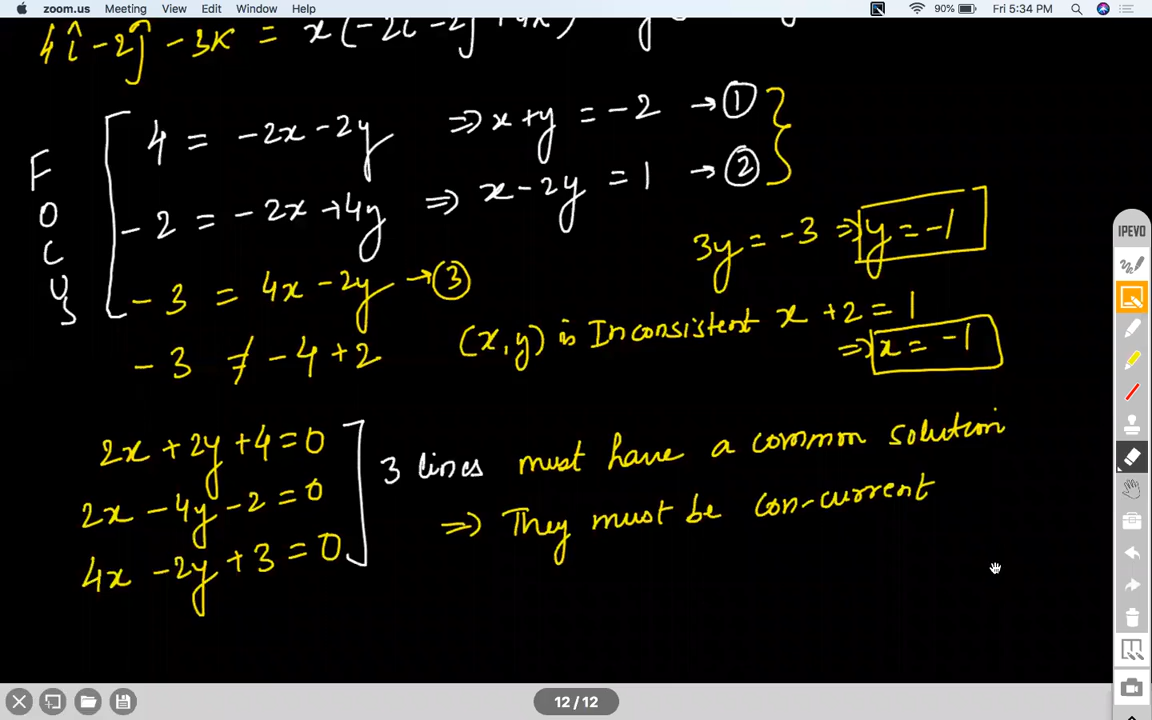 zoom.us Meeting View Edit Window Help 90% Fri 5:34 PM
4î - 2ĵ - 3K = x(-2i - 2j
4 = -2x - 2y ⇒ x + y = -2 → ①
-2 = -2x + 4y ⇒ x - 2y = 1 → ②
FOCUS
3y = -3 ⇒ y = -1
-3 = 4x - 2y → ③
(x, y) is Inconsistent x + 2 = 1
-3 ≠ -4 + 2 ⇒ x = -1
2x + 2y + 4 = 0
2x - 4y - 2 = 0
4x - 2y + 3 = 0
3 lines must have a common solution
⇒ They must be con-current
IPEVO
12 / 12